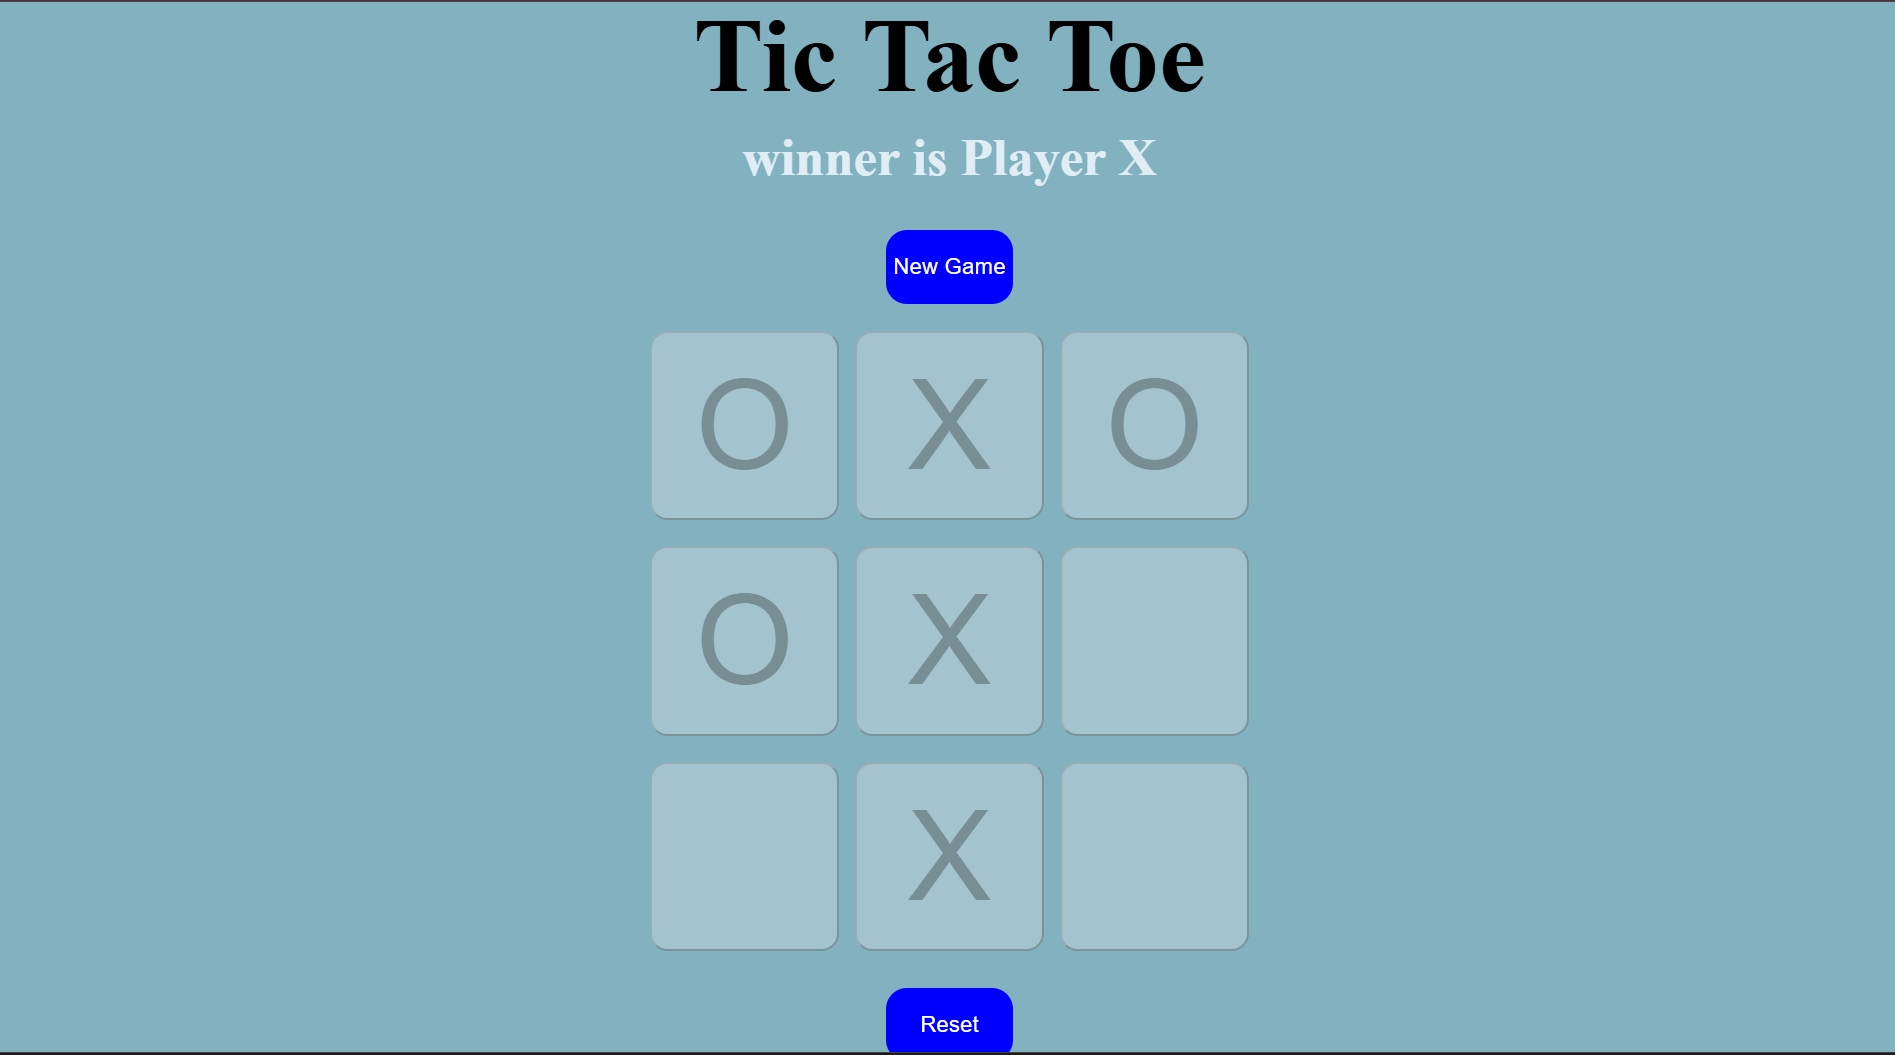 Tic Tac Toe
winner is Player X
New Game
O X O
O X
X
Reset